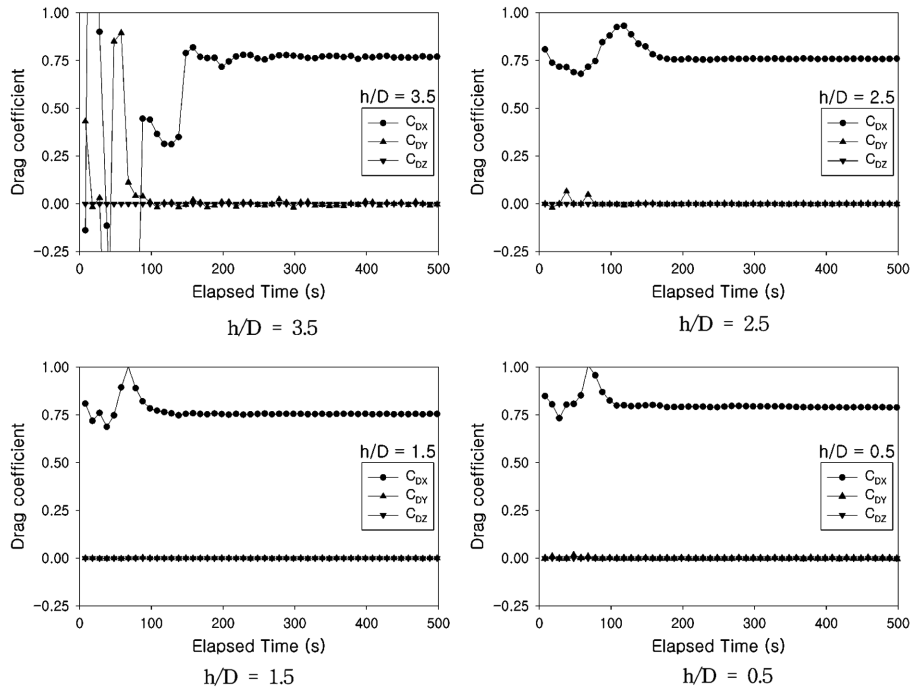 1.00
0.75
0.50
0.25
0.00
−0.25
Drag coefficient
h/D = 3.5
C_DX
C_DY
C_DZ
0 100 200 300 400 500
Elapsed Time (s)
h/D = 3.5
1.00
0.75
0.50
0.25
0.00
−0.25
Drag coefficient
h/D = 2.5
C_DX
C_DY
C_DZ
0 100 200 300 400 500
Elapsed Time (s)
h/D = 2.5
1.00
0.75
0.50
0.25
0.00
−0.25
Drag coefficient
h/D = 1.5
C_DX
C_DY
C_DZ
0 100 200 300 400 500
Elapsed Time (s)
h/D = 1.5
1.00
0.75
0.50
0.25
0.00
−0.25
Drag coefficient
h/D = 0.5
C_DX
C_DY
C_DZ
0 100 200 300 400 500
Elapsed Time (s)
h/D = 0.5